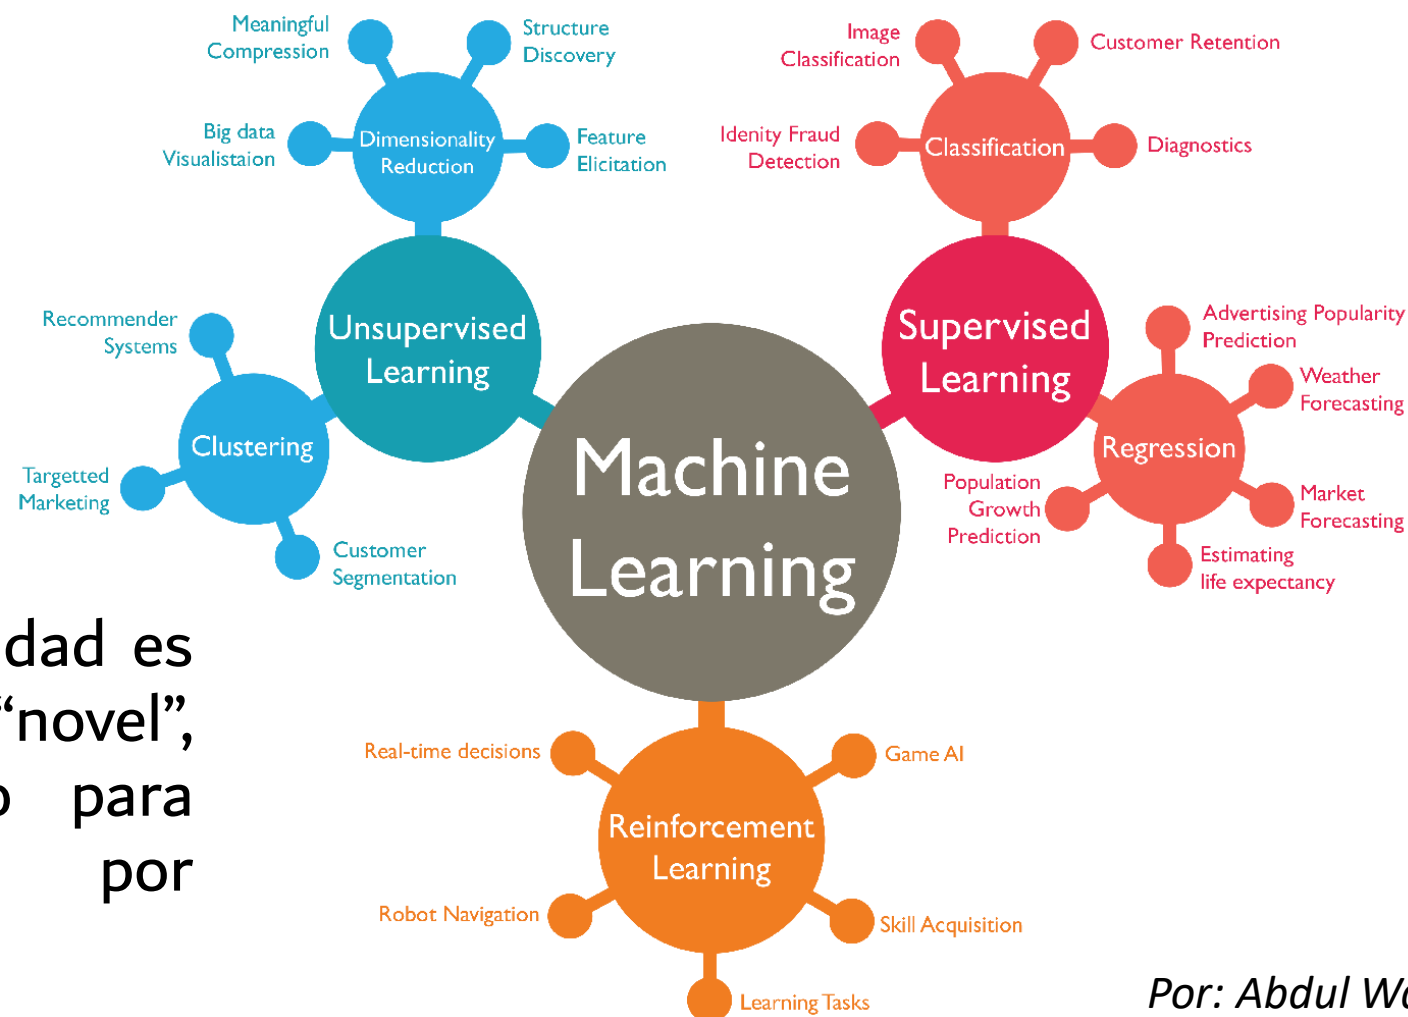 Meaningful
Compression
Structure
Discovery
Big data
Visualistaion
Dimensionality
Reduction
Feature
Elicitation
Image
Classification
Customer Retention
Idenity Fraud
Detection
Classification
Diagnostics
Recommender
Systems
Unsupervised
Learning
Clustering
Targetted
Marketing
Customer
Segmentation
Supervised
Learning
Advertising Popularity
Prediction
Weather
Forecasting
Regression
Population
Growth
Prediction
Market
Forecasting
Estimating
life expectancy
Machine
Learning
dad es
“novel”,
para
por
Real-time decisions
Game AI
Reinforcement
Learning
Robot Navigation
Skill Acquisition
Learning Tasks
Por: Abdul